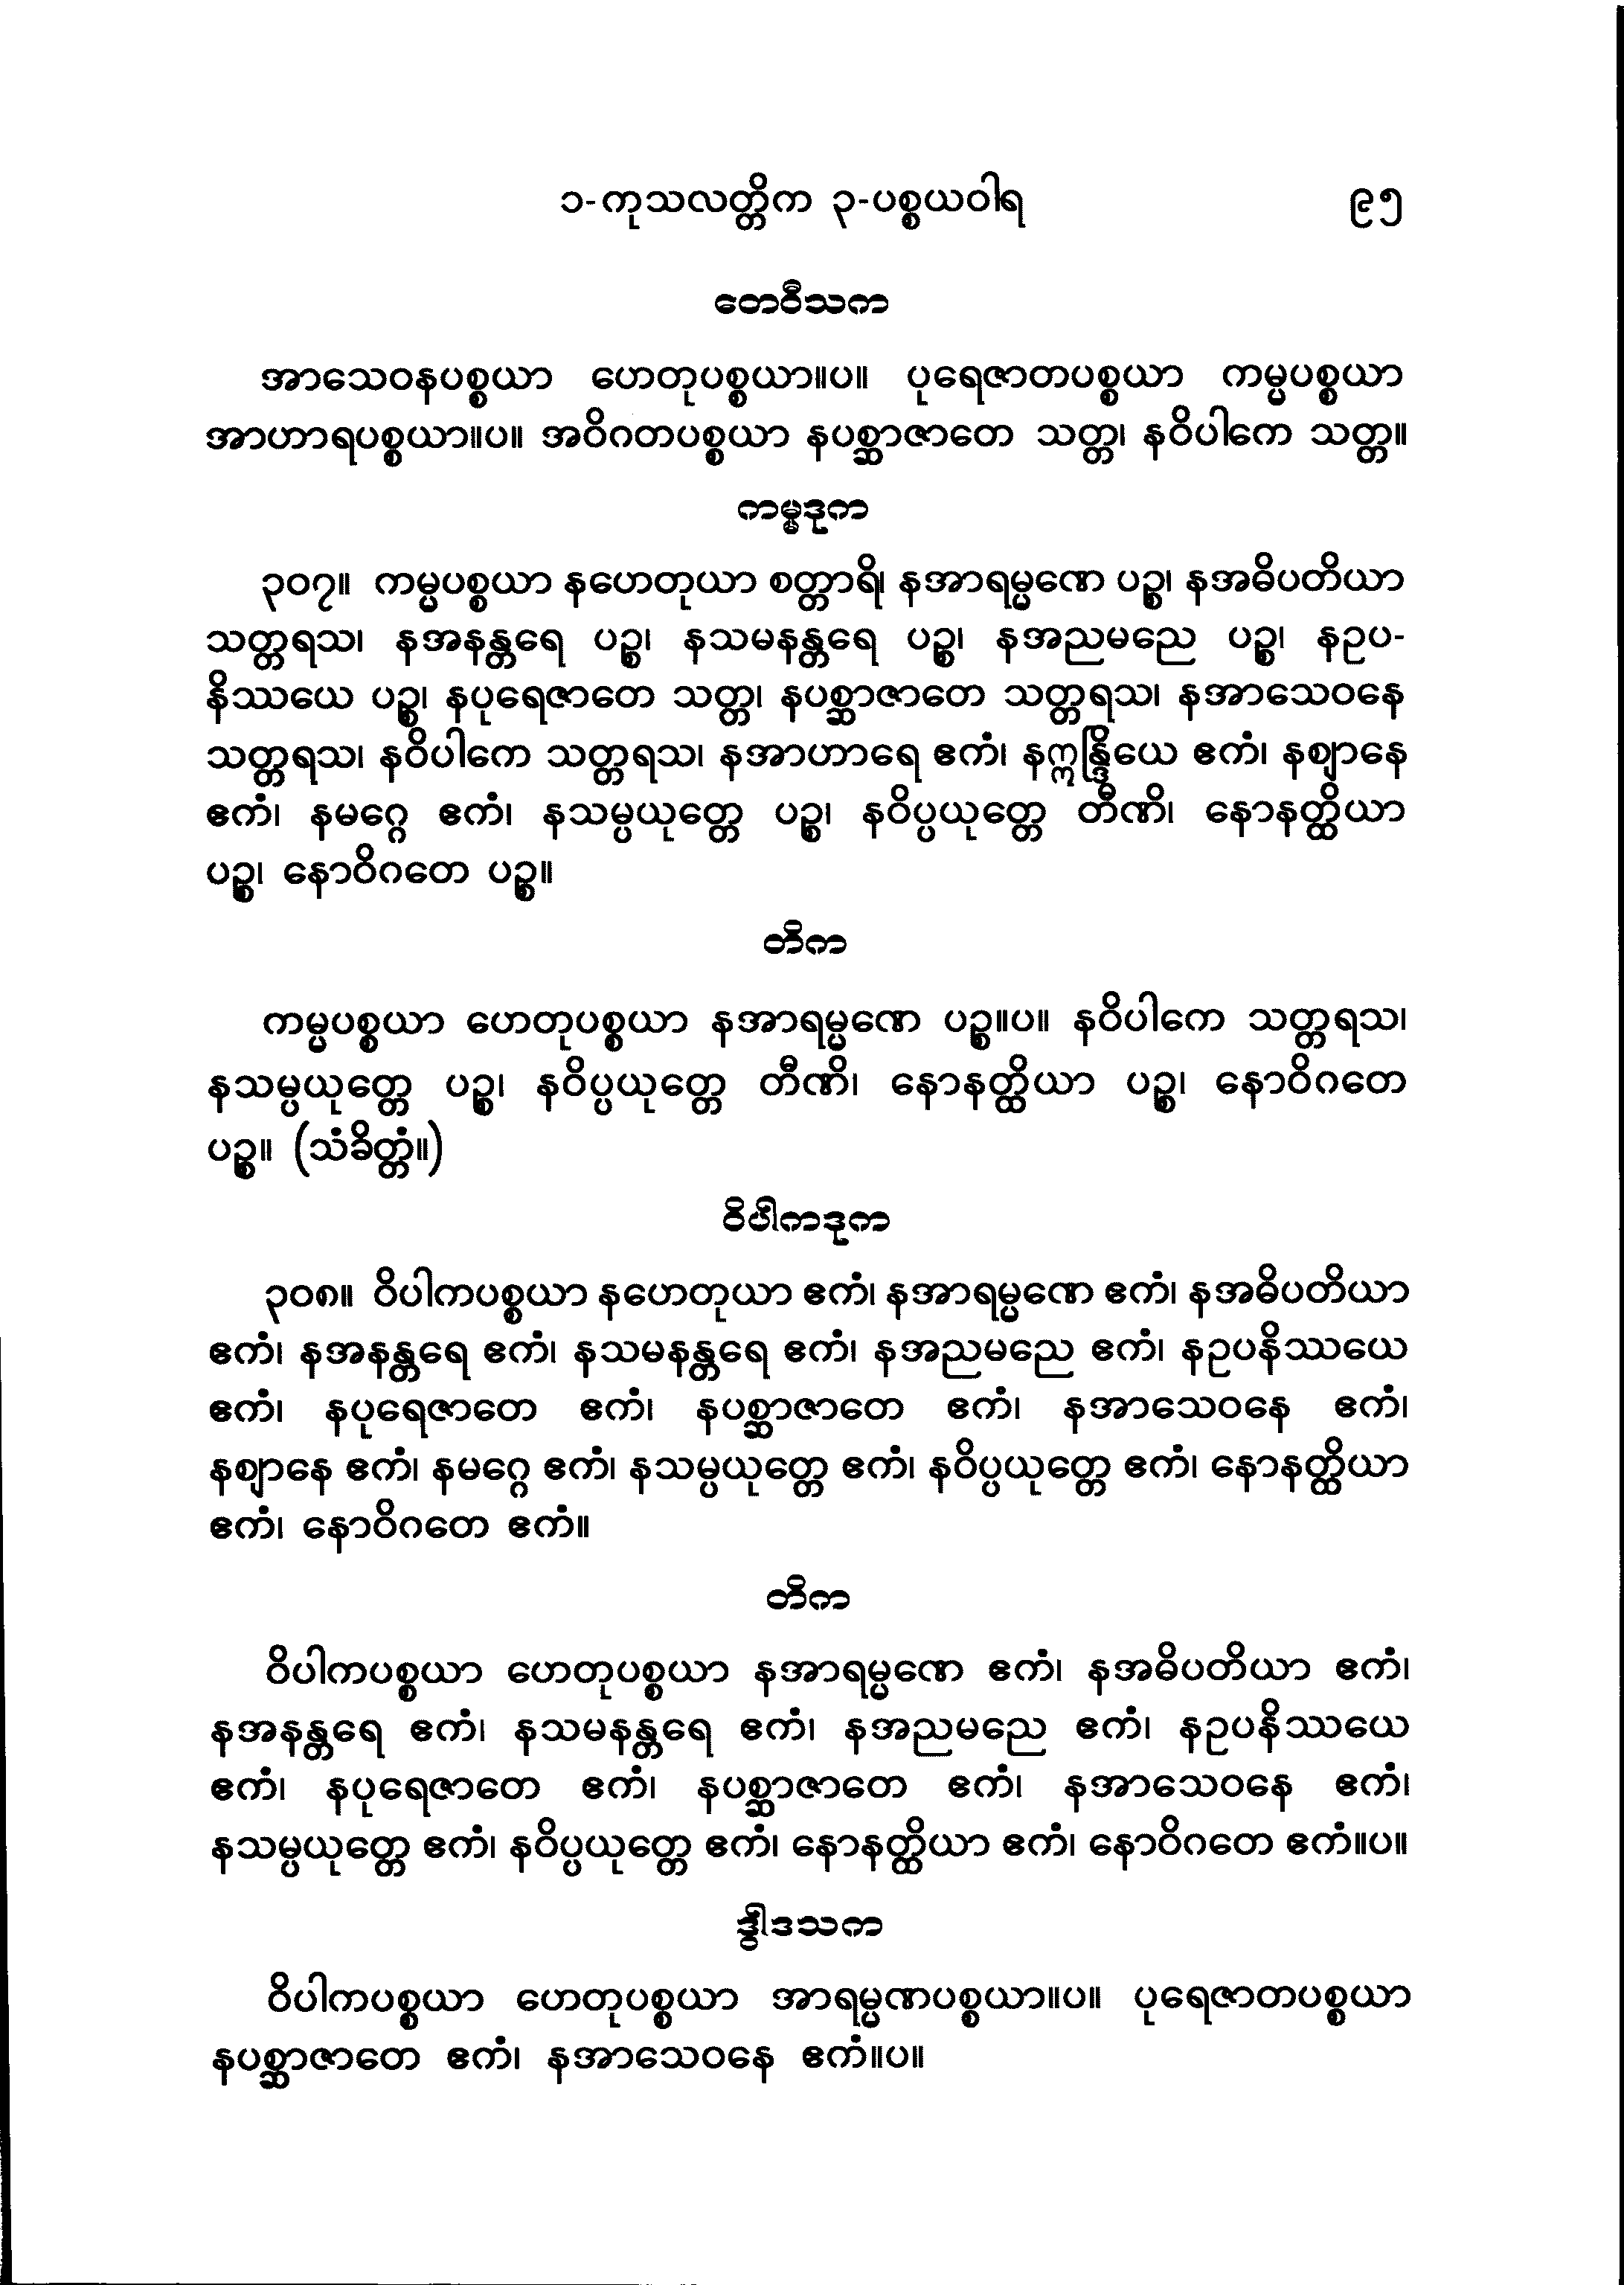 ၁-ကုသလတ္တိက ၃-ပစ္စယဝါရ ၉၅
တေဝီသက
အာသေဝနပစ္စယာ ဟေတုပစ္စယာ။ပ။ ပုရေဇာတပစ္စယာ ကမ္မပစ္စယာ
အာဟာရပစ္စယာ။ပ။ အဝိဂတပစ္စယာ နပစ္ဆာဇာတေ သတ္တ၊ နဝိပါကေ သတ္တ။
ကမ္မဒုက
၃၀၇။ ကမ္မပစ္စယာ နဟေတုယာ စတ္တာရိ၊ နအာရမ္မဏေ ပဉ္စ၊ နအဓိပတိယာ
သတ္တရသ၊ နအနန္တရေ ပဉ္စ၊ နသမနန္တရေ ပဉ္စ၊ နအညမညေ ပဉ္စ၊ နဥပ-
နိဿယေ ပဉ္စ၊ နပုရေဇာတေ သတ္တ၊ နပစ္ဆာဇာတေ သတ္တရသ၊ နအာသေဝနေ
သတ္တရသ၊ နဝိပါကေ သတ္တရသ၊ နအာဟာရေ ဧကံ၊ နဣန္ဒြိယေ ဧကံ၊ နဈာနေ
ဧကံ၊ နမဂ္ဂေ ဧကံ၊ နသမ္ပယုတ္တေ ပဉ္စ၊ နဝိပ္ပယုတ္တေ တီဏိ၊ နောနတ္ထိယာ
ပဉ္စ၊ နောဝိဂတေ ပဉ္စ။
တိက
ကမ္မပစ္စယာ ဟေတုပစ္စယာ နအာရမ္မဏေ ပဉ္စ။ပ။ နဝိပါကေ သတ္တရသ၊
နသမ္ပယုတ္တေ ပဉ္စ၊ နဝိပ္ပယုတ္တေ တီဏိ၊ နောနတ္ထိယာ ပဉ္စ၊ နောဝိဂတေ
ပဉ္စ။ (သံခိတ္တံ။)
ဝိပါကဒုက
၃၀၈။ ဝိပါကပစ္စယာ နဟေတုယာ ဧကံ၊ နအာရမ္မဏေ ဧကံ၊ နအဓိပတိယာ
ဧကံ၊ နအနန္တရေ ဧကံ၊ နသမနန္တရေ ဧကံ၊ နအညမညေ ဧကံ၊ နဥပနိဿယေ
ဧကံ၊ နပုရေဇာတေ ဧကံ၊ နပစ္ဆာဇာတေ ဧကံ၊ နအာသေဝနေ ဧကံ၊
နဈာနေ ဧကံ၊ နမဂ္ဂေ ဧကံ၊ နသမ္ပယုတ္တေ ဧကံ၊ နဝိပ္ပယုတ္တေ ဧကံ၊ နောနတ္ထိယာ
ဧကံ၊ နောဝိဂတေ ဧကံ။
တိက
ဝိပါကပစ္စယာ ဟေတုပစ္စယာ နအာရမ္မဏေ ဧကံ၊ နအဓိပတိယာ ဧကံ၊
နအနန္တရေ ဧကံ၊ နသမနန္တရေ ဧကံ၊ နအညမညေ ဧကံ၊ နဥပနိဿယေ
ဧကံ၊ နပုရေဇာတေ ဧကံ၊ နပစ္ဆာဇာတေ ဧကံ၊ နအာသေဝနေ ဧကံ၊
နသမ္ပယုတ္တေ ဧကံ၊ နဝိပ္ပယုတ္တေ ဧကံ၊ နောနတ္ထိယာ ဧကံ၊ နောဝိဂတေ ဧကံ။ပ။
ဒွါဒသက
ဝိပါကပစ္စယာ ဟေတုပစ္စယာ အာရမ္မဏပစ္စယာ။ပ။ ပုရေဇာတပစ္စယာ
နပစ္ဆာဇာတေ ဧကံ၊ နအာသေဝနေ ဧကံ။ပ။